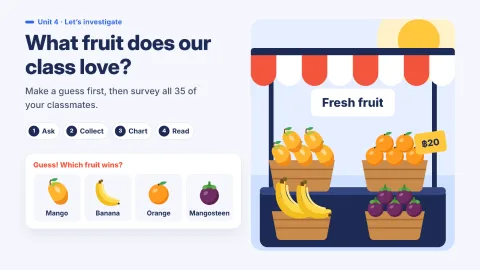 Unit 4 · Let's investigate
What fruit does our
class love?
Make a guess first, then survey all 35 of
your classmates.
1 Ask
2 Collect
3 Chart
4 Read
Guess! Which fruit wins?
Mango
Banana
Orange
Mangosteen
Fresh fruit
฿20